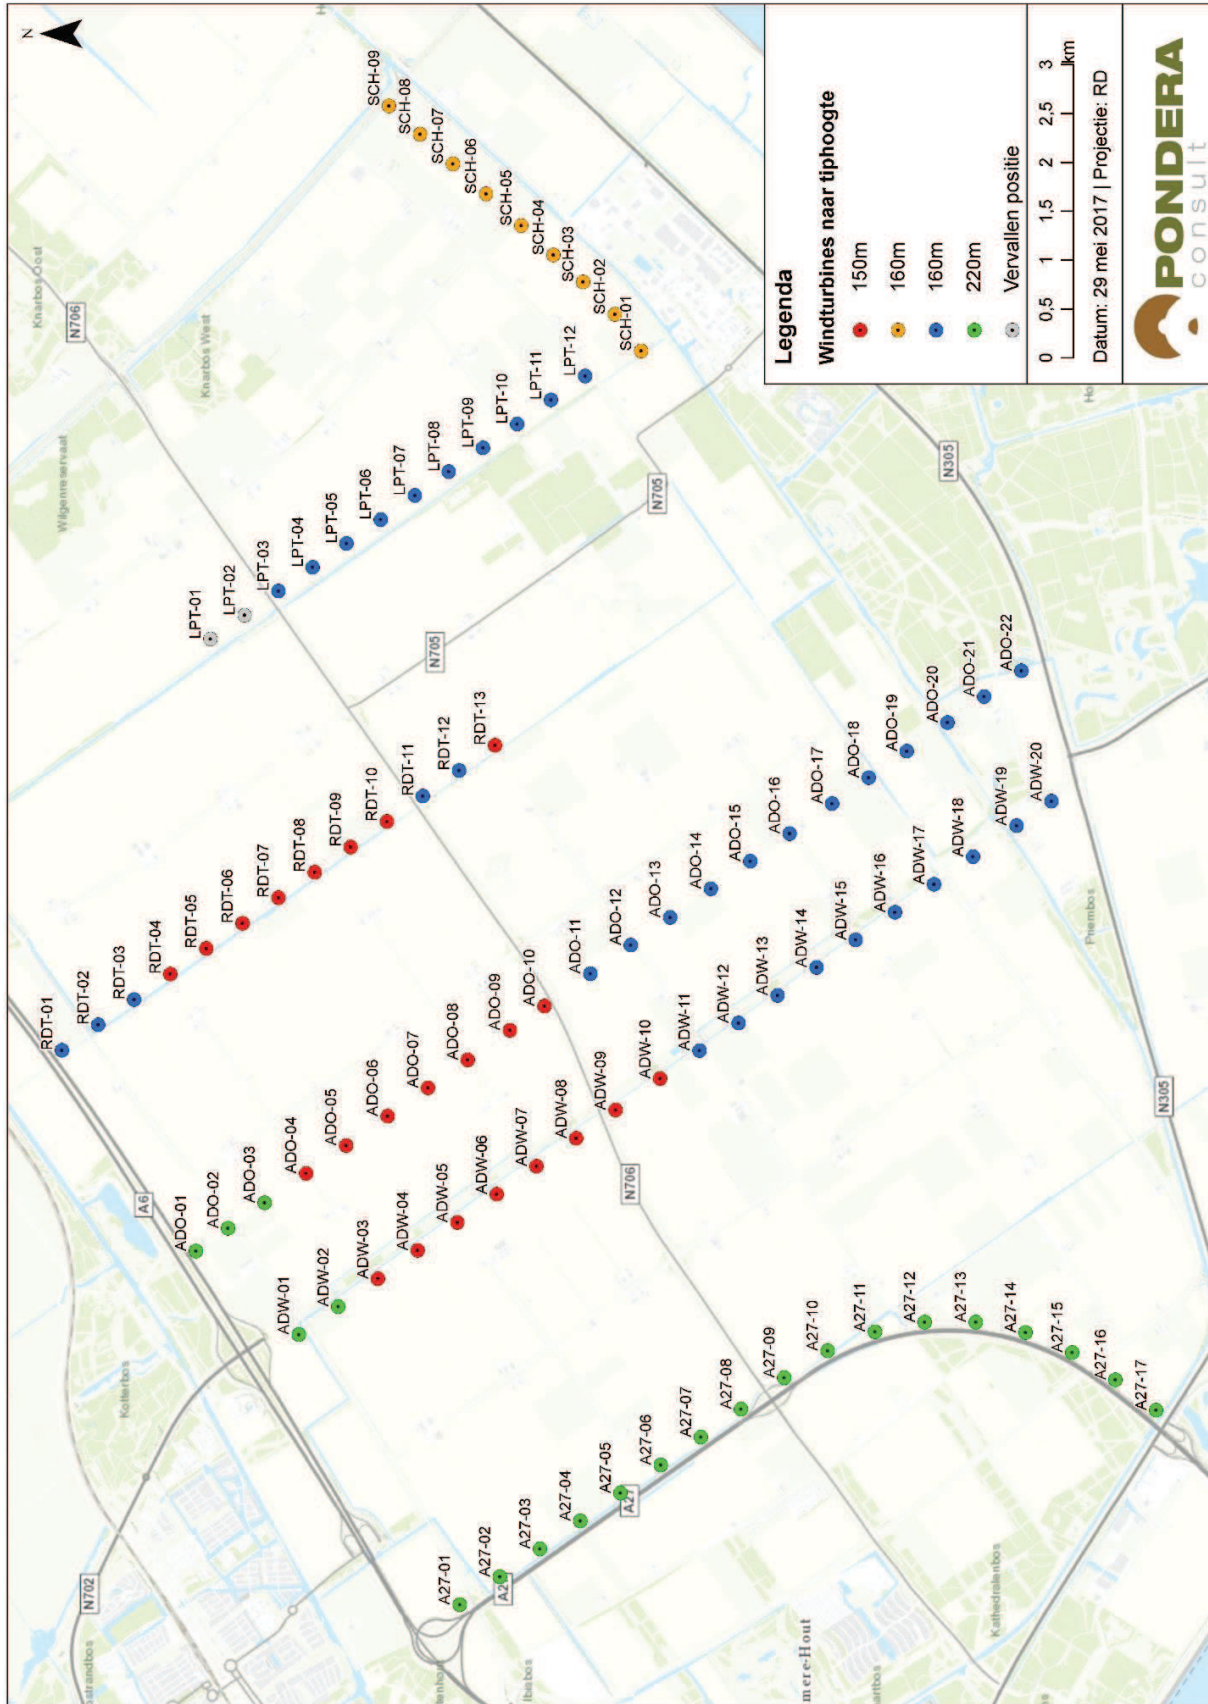 N
Knarbos Oost
N706
Knarbos West
Wilgenreservaat
SCH-09
SCH-08
SCH-07
SCH-06
SCH-05
SCH-04
SCH-03
SCH-02
SCH-01
LPT-01
LPT-02
LPT-03
LPT-04
LPT-05
LPT-06
LPT-07
LPT-08
LPT-09
LPT-10
LPT-11
LPT-12
N705
N705
N305
RDT-01
RDT-02
RDT-03
RDT-04
RDT-05
RDT-06
RDT-07
RDT-08
RDT-09
RDT-10
RDT-11
RDT-12
RDT-13
A6
ADO-01
ADO-02
ADO-03
ADO-04
ADO-05
ADO-06
ADO-07
ADO-08
ADO-09
ADO-10
ADO-11
ADO-12
ADO-13
ADO-14
ADO-15
ADO-16
ADO-17
ADO-18
ADO-19
ADO-20
ADO-21
ADO-22
ADW-01
ADW-02
ADW-03
ADW-04
ADW-05
ADW-06
ADW-07
ADW-08
ADW-09
ADW-10
ADW-11
ADW-12
ADW-13
ADW-14
ADW-15
ADW-16
ADW-17
ADW-18
ADW-19
ADW-20
N706
Priembos
N305
Kotterbos
N702
A27-01
A27-02
A27-03
A27-04
A27-05
A27-06
A27-07
A27-08
A27-09
A27-10
A27-11
A27-12
A27-13
A27-14
A27-15
A27-16
A27-17
A27
A27
mere-Hout
Kathedralenbos
artbos
Legenda
Windturbines naar tiphoogte
150m
160m
160m
220m
Vervallen positie
0 0,5 1 1,5 2 2,5 3
km
Datum: 29 mei 2017 | Projectie: RD
PONDERA
consult